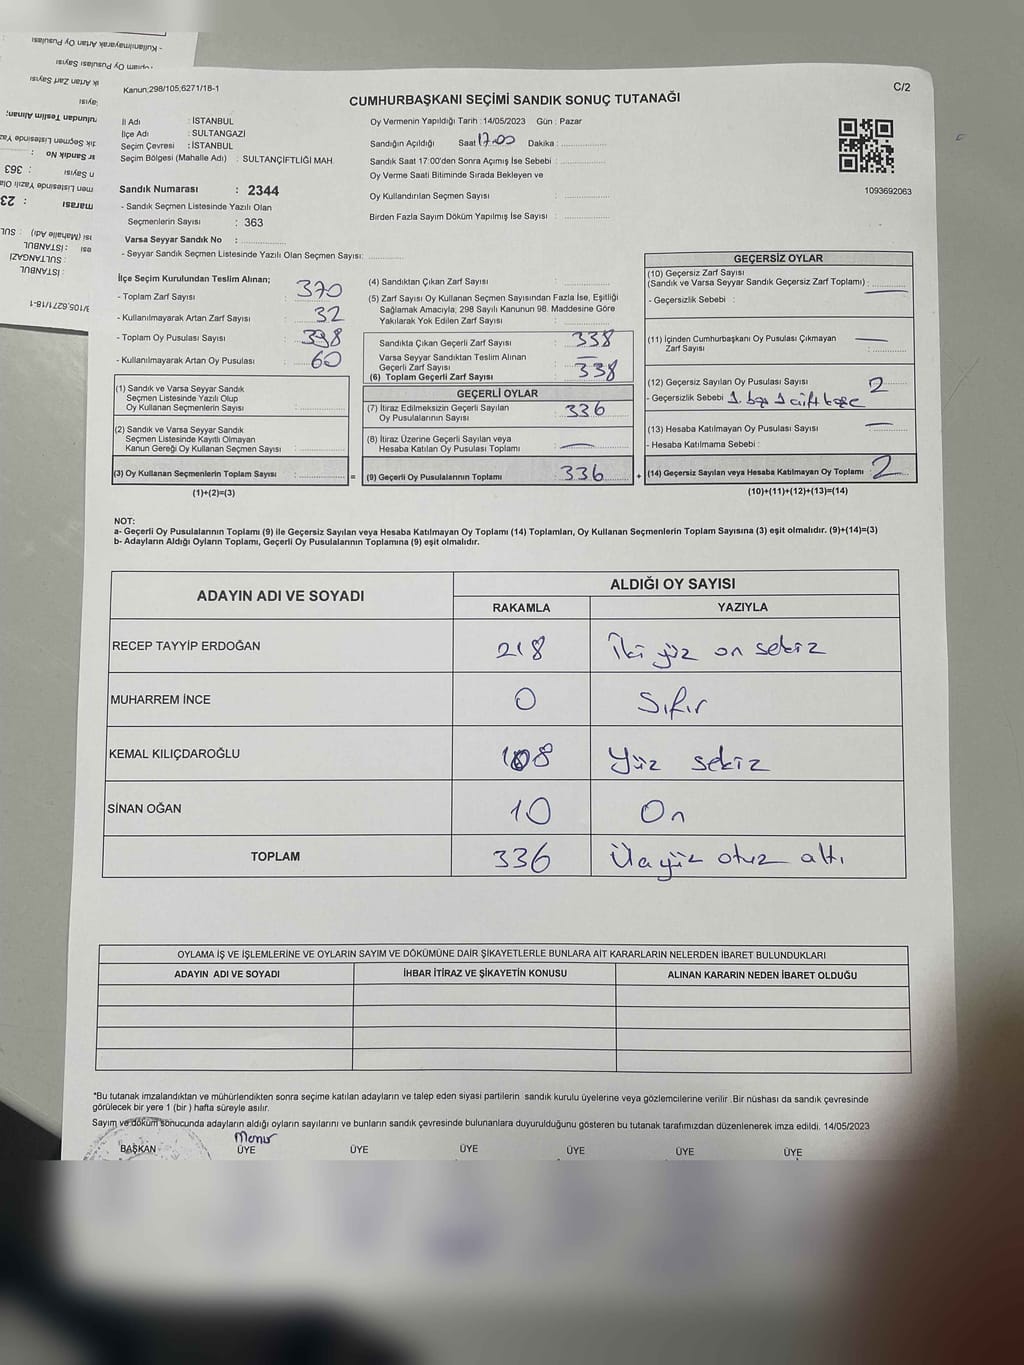 - Kullanılmayarak Artan Oy Pusulası
Kanun;298/105;6271/18-1
C/2
CUMHURBAŞKANI SEÇİMİ SANDIK SONUÇ TUTANAĞI
İl Adı : İSTANBUL
İlçe Adı : SULTANGAZİ
Seçim Çevresi : İSTANBUL
Seçim Bölgesi (Mahalle Adı) : SULTANÇİFTLİĞİ MAH.
Sandık Numarası : 2344
- Sandık Seçmen Listesinde Yazılı Olan
Seçmenlerin Sayısı : 363
Varsa Seyyar Sandık No :
- Seyyar Sandık Seçmen Listesinde Yazılı Olan Seçmen Sayısı:
Oy Vermenin Yapıldığı Tarih : 14/05/2023 Gün : Pazar
Sandığın Açıldığı Saat 17.00 Dakika :
Sandık Saat 17:00'den Sonra Açımış İse Sebebi :
Oy Verme Saati Bitiminde Sırada Bekleyen ve
Oy Kullandırılan Seçmen Sayısı :
Birden Fazla Sayım Döküm Yapılmış İse Sayısı :
1093692063
İlçe Seçim Kurulundan Teslim Alınan;
- Toplam Zarf Sayısı : 370
- Kullanılmayarak Artan Zarf Sayısı : 32
- Toplam Oy Pusulası Sayısı : 398
- Kullanılmayarak Artan Oy Pusulası : 60
(1) Sandık ve Varsa Seyyar Sandık
Seçmen Listesinde Yazılı Olup
Oy Kullanan Seçmenlerin Sayısı :
(2) Sandık ve Varsa Seyyar Sandık
Seçmen Listesinde Kayıtlı Olmayan
Kanun Gereği Oy Kullanan Seçmen Sayısı :
(3) Oy Kullanan Seçmenlerin Toplam Sayısı :
(1)+(2)=(3)
=
(4) Sandıktan Çıkan Zarf Sayısı :
(5) Zarf Sayısı Oy Kullanan Seçmen Sayısından Fazla İse, Eşitliği
Sağlamak Amacıyla; 298 Sayılı Kanunun 98. Maddesine Göre
Yakılarak Yok Edilen Zarf Sayısı :
Sandıkta Çıkan Geçerli Zarf Sayısı : 338
Varsa Seyyar Sandıktan Teslim Alınan
Geçerli Zarf Sayısı : —
(6) Toplam Geçerli Zarf Sayısı : 338
GEÇERLİ OYLAR
(7) İtiraz Edilmeksizin Geçerli Sayılan
Oy Pusulalarının Sayısı : 336
(8) İtiraz Üzerine Geçerli Sayılan veya
Hesaba Katılan Oy Pusulası Toplamı : —
(9) Geçerli Oy Pusulalarının Toplamı : 336
+
GEÇERSİZ OYLAR
(10) Geçersiz Zarf Sayısı
(Sandık ve Varsa Seyyar Sandık Geçersiz Zarf Toplamı) : —
- Geçersizlik Sebebi :
(11) İçinden Cumhurbaşkanı Oy Pusulası Çıkmayan
Zarf Sayısı : —
(12) Geçersiz Sayılan Oy Pusulası Sayısı : 2
- Geçersizlik Sebebi
(13) Hesaba Katılmayan Oy Pusulası Sayısı : —
- Hesaba Katılmama Sebebi :
(14) Geçersiz Sayılan veya Hesaba Katılmayan Oy Toplamı : 2
(10)+(11)+(12)+(13)=(14)
NOT:
a- Geçerli Oy Pusulalarının Toplamı (9) ile Geçersiz Sayılan veya Hesaba Katılmayan Oy Toplamı (14) Toplamları, Oy Kullanan Seçmenlerin Toplam Sayısına (3) eşit olmalıdır. (9)+(14)=(3)
b- Adayların Aldığı Oyların Toplamı, Geçerli Oy Pusulalarının Toplamına (9) eşit olmalıdır.
ADAYIN ADI VE SOYADI ALDIĞI OY SAYISI
RAKAMLA YAZIYLA
RECEP TAYYİP ERDOĞAN 218 İki yüz on sekiz
MUHARREM İNCE 0 Sıfır
KEMAL KILIÇDAROĞLU 108 Yüz sekiz
SİNAN OĞAN 10 On
TOPLAM 336 Üçyüz otuz altı
OYLAMA İŞ VE İŞLEMLERİNE VE OYLARIN SAYIM VE DÖKÜMÜNE DAİR ŞİKAYETLERLE BUNLARA AİT KARARLARIN NELERDEN İBARET BULUNDUKLARI
ADAYIN ADI VE SOYADI İHBAR İTİRAZ VE ŞİKAYETİN KONUSU ALINAN KARARIN NEDEN İBARET OLDUĞU
*Bu tutanak imzalandıktan ve mühürlendikten sonra seçime katılan adayların ve talep eden siyasi partilerin sandık kurulu üyelerine veya gözlemcilerine verilir .Bir nüshası da sandık çevresinde
görülecek bir yere 1 (bir ) hafta süreyle asılır.
Sayım ve döküm sonucunda adayların aldığı oyların sayılarını ve bunların sandık çevresinde bulunanlara duyurulduğunu gösteren bu tutanak tarafımızdan düzenlenerek imza edildi. 14/05/2023
BAŞKAN ÜYE ÜYE ÜYE ÜYE ÜYE ÜYE